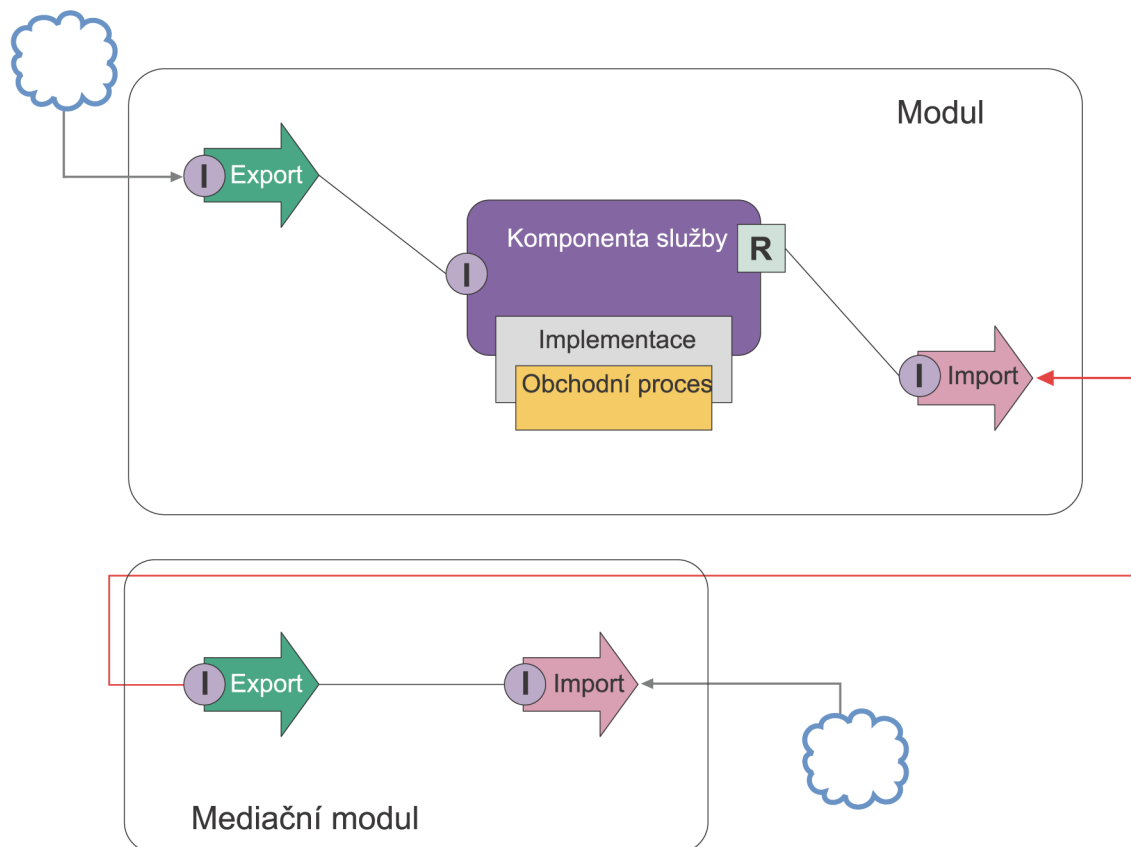 Modul
I Export
Komponenta služby
R
I
Implementace
Obchodní proces
I Import
I Export
I Import
Mediační modul